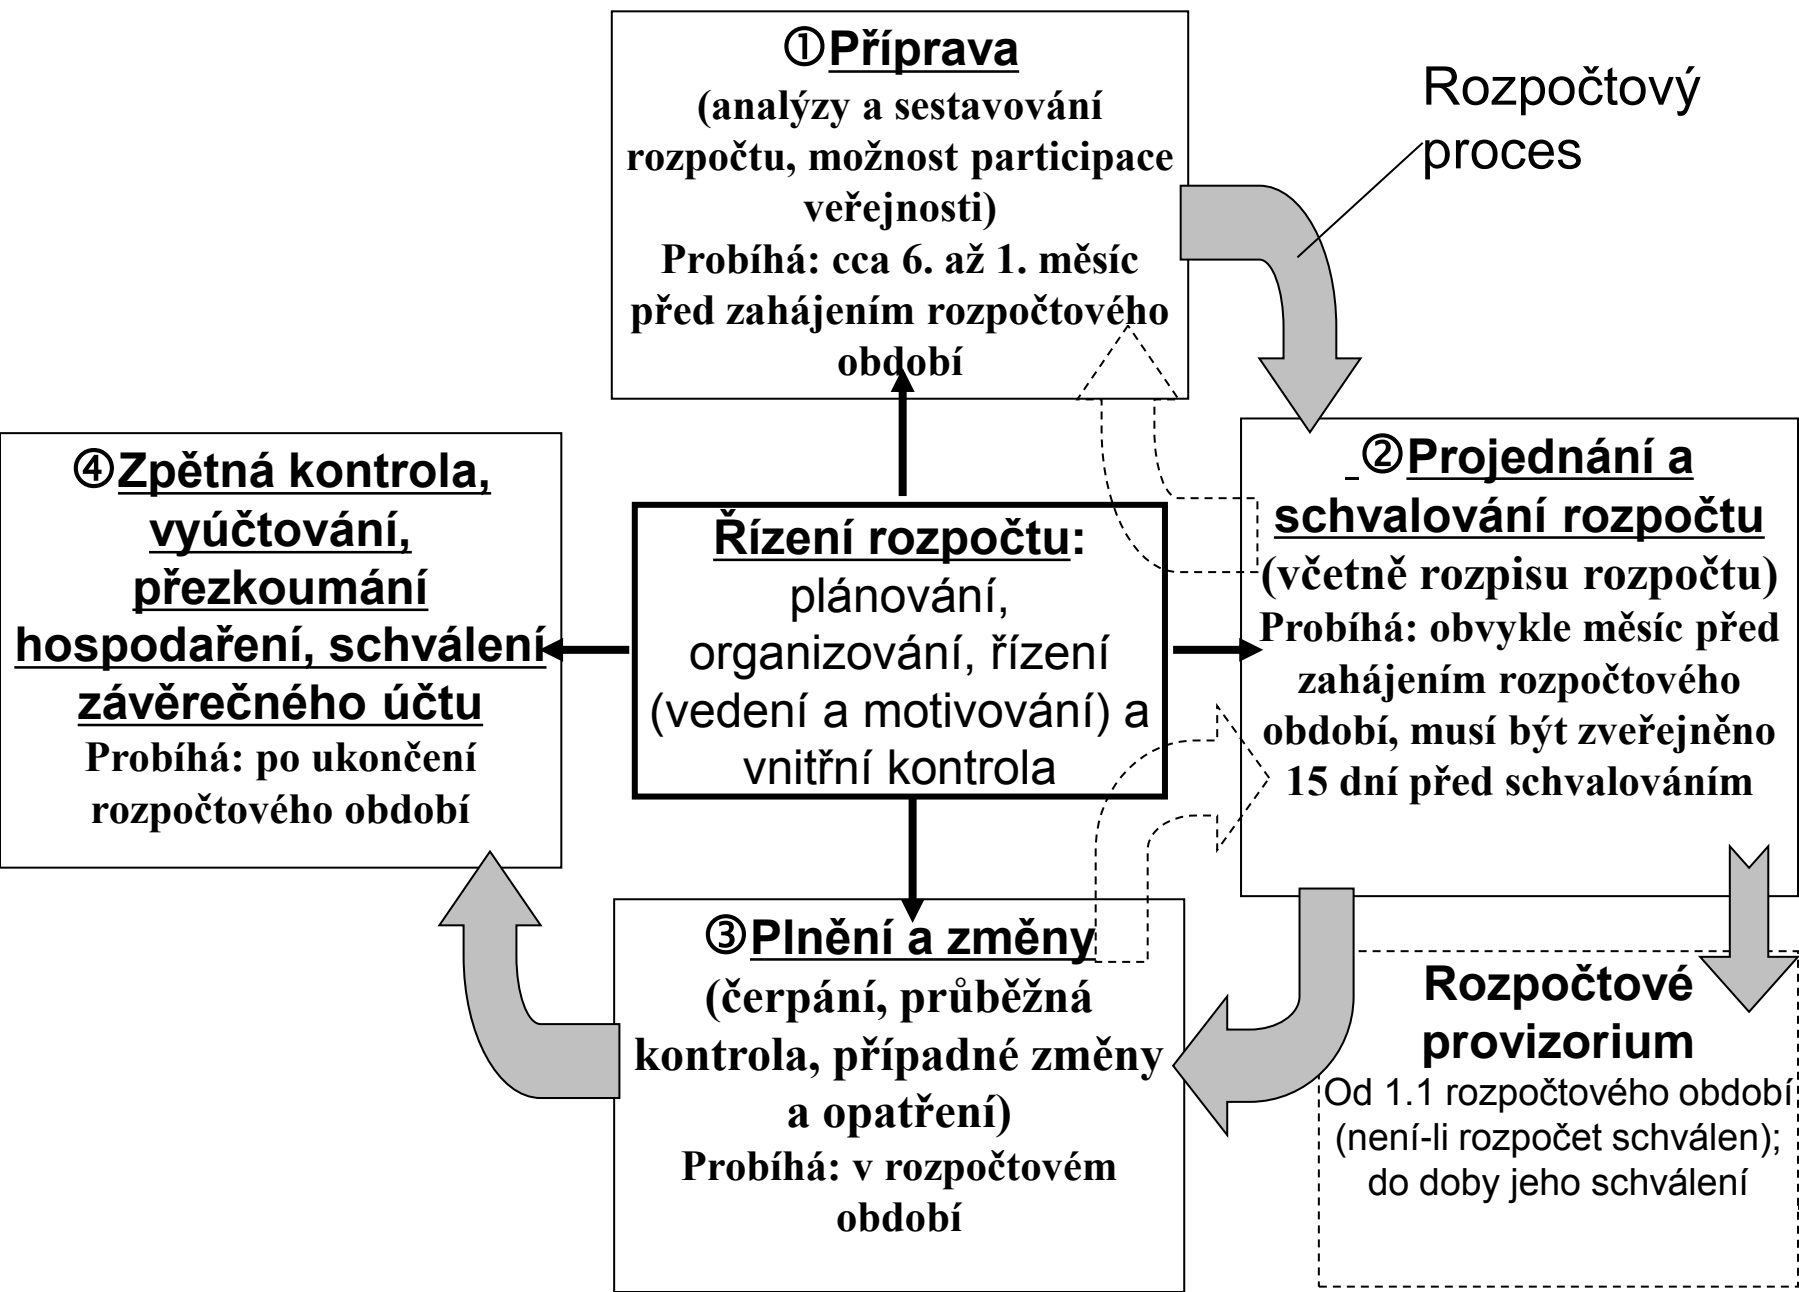 ①Příprava
(analýzy a sestavování
rozpočtu, možnost participace
veřejnosti)
Probíhá: cca 6. až 1. měsíc
před zahájením rozpočtového
období
Rozpočtový
proces
④Zpětná kontrola,
vyúčtování,
přezkoumání
hospodaření, schválení
závěrečného účtu
Probíhá: po ukončení
rozpočtového období
Řízení rozpočtu:
plánování,
organizování, řízení
(vedení a motivování) a
vnitřní kontrola
②Projednání a
schvalování rozpočtu
(včetně rozpisu rozpočtu)
Probíhá: obvykle měsíc před
zahájením rozpočtového
období, musí být zveřejněno
15 dní před schvalováním
③Plnění a změny
(čerpání, průběžná
kontrola, případné změny
a opatření)
Probíhá: v rozpočtovém
období
Rozpočtové
provizorium
Od 1.1 rozpočtového období
(není-li rozpočet schválen);
do doby jeho schválení